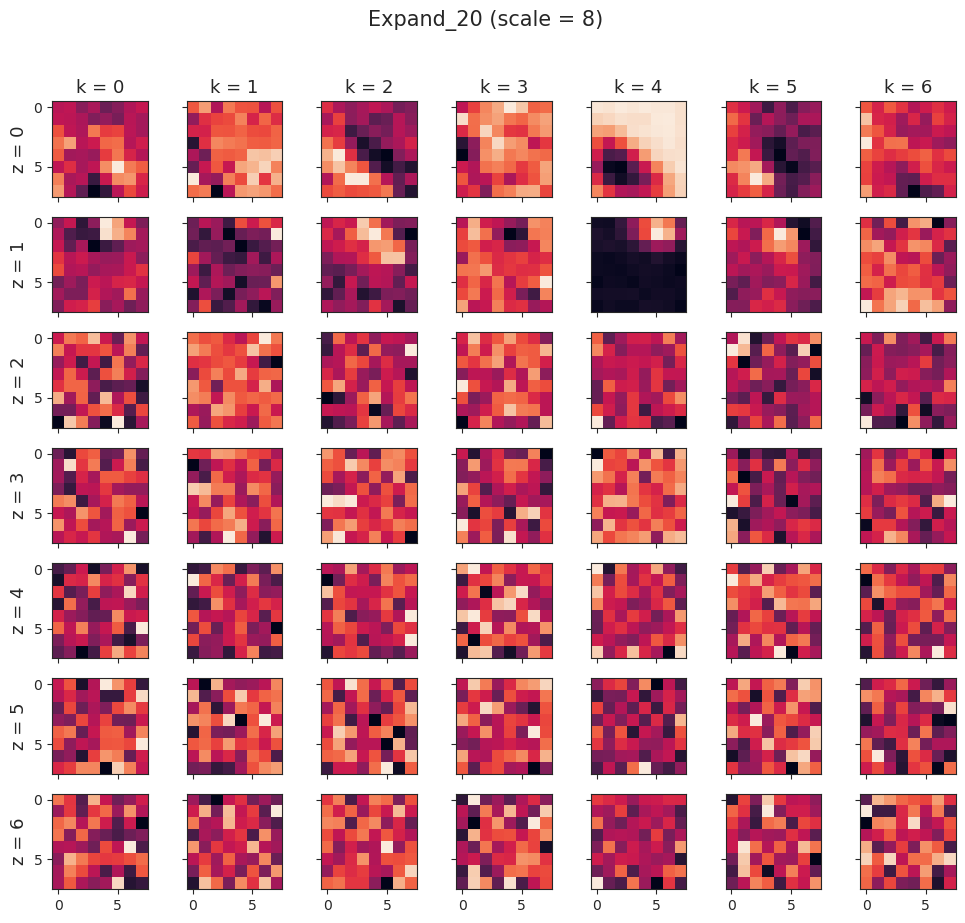 Expand_20 (scale = 8)
k = 0 k = 1 k = 2 k = 3 k = 4 k = 5 k = 6
0
5
z = 0
0
5
z = 1
0
5
z = 2
0
5
z = 3
0
5
z = 4
0
5
z = 5
0
5
z = 6
0 5 0 5 0 5 0 5 0 5 0 5 0 5